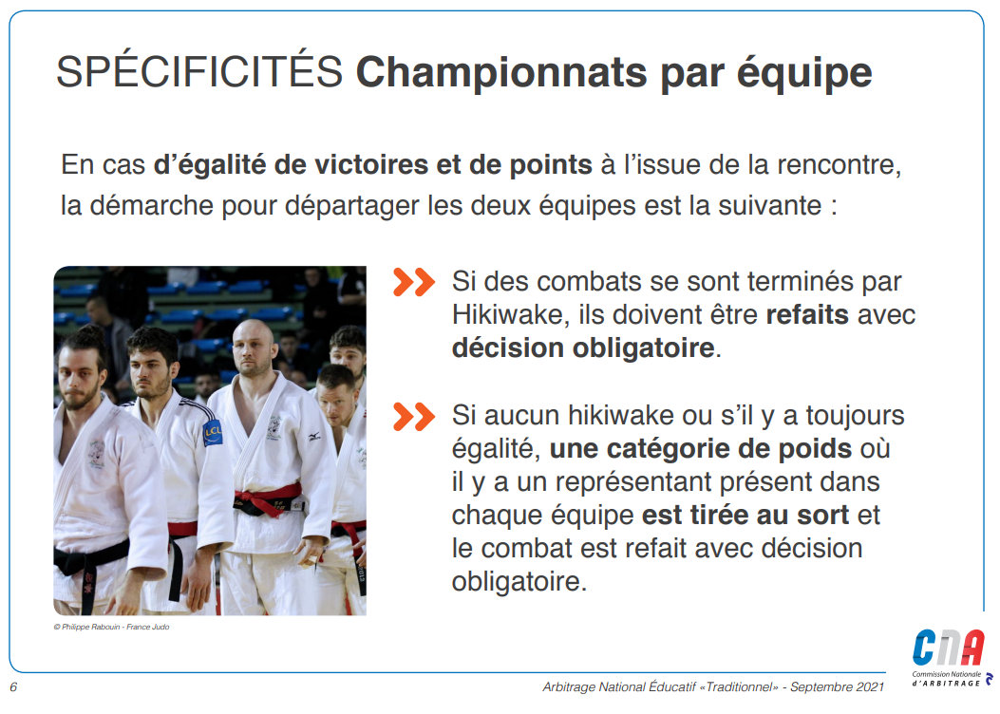 SPÉCIFICITÉS Championnats par équipe
En cas d’égalité de victoires et de points à l’issue de la rencontre,
la démarche pour départager les deux équipes est la suivante :
Si des combats se sont terminés par
Hikiwake, ils doivent être refaits avec
décision obligatoire.
Si aucun hikiwake ou s’il y a toujours
égalité, une catégorie de poids où
il y a un représentant présent dans
chaque équipe est tirée au sort et
le combat est refait avec décision
obligatoire.
LCL
© Philippe Rabouin - France Judo
CNA
Commission Nationale
d’ARBITRAGE
6
Arbitrage National Éducatif «Traditionnel» - Septembre 2021